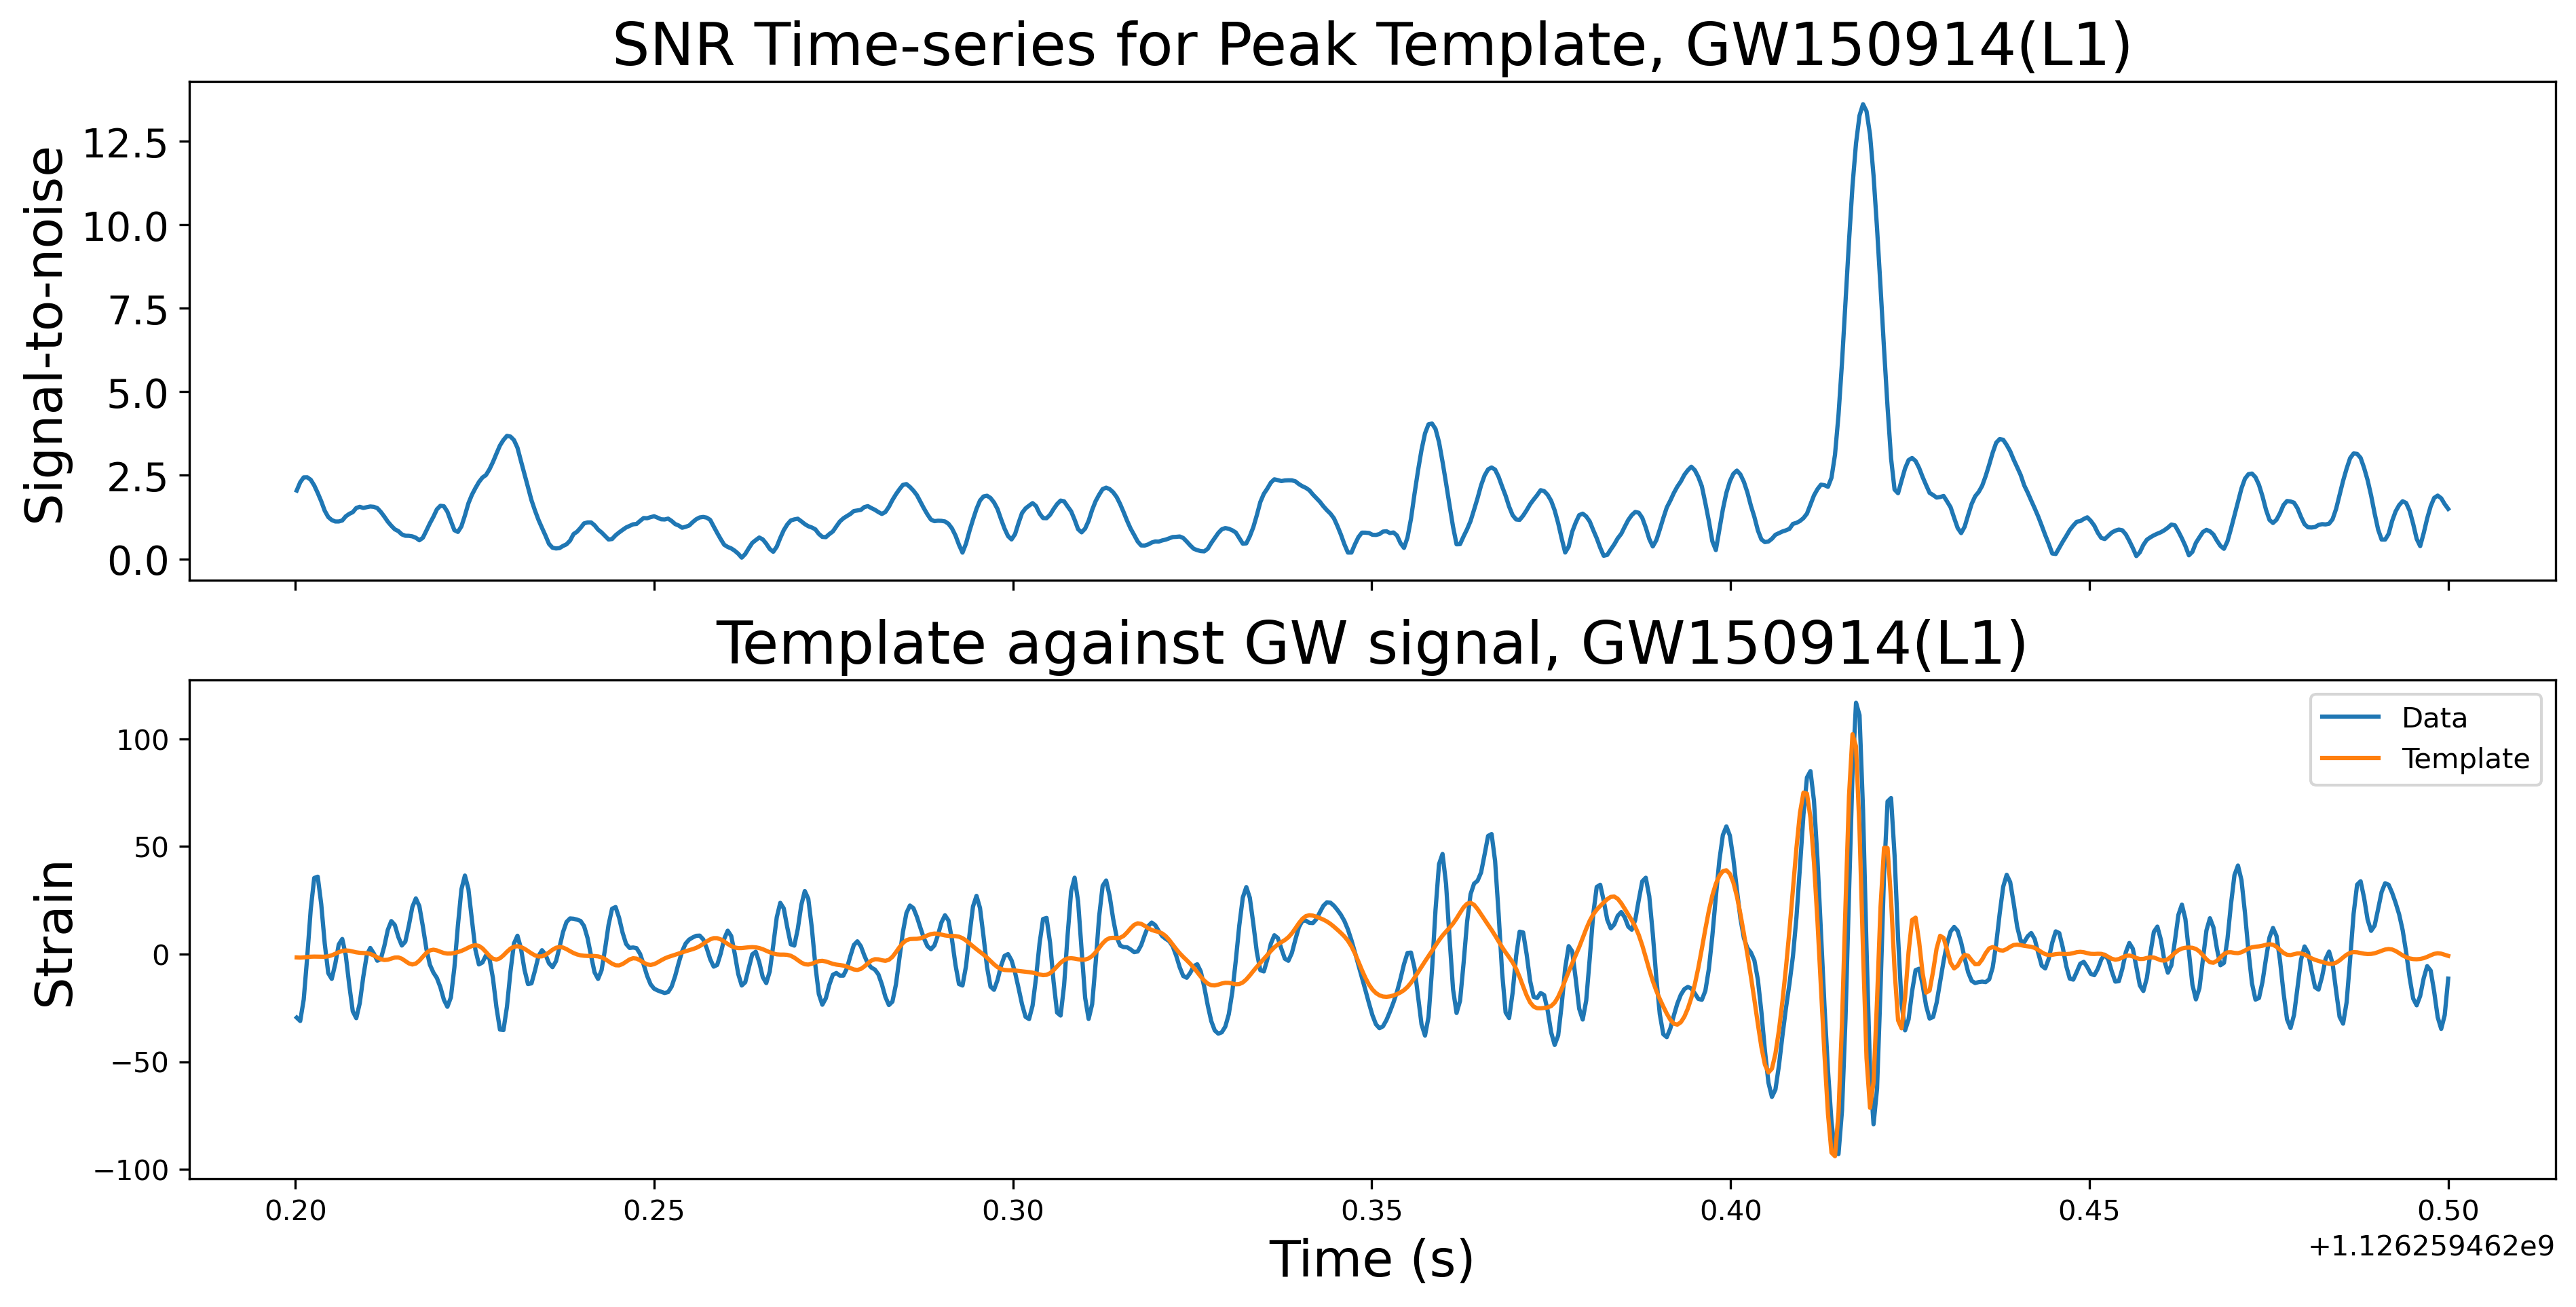 SNR Time-series for Peak Template, GW150914(L1)
Signal-to-noise
12.5
10.0
7.5
5.0
2.5
0.0
Template against GW signal, GW150914(L1)
Strain
100
50
0
−50
−100
Data
Template
0.20 0.25 0.30 0.35 0.40 0.45 0.50
+1.126259462e9
Time (s)